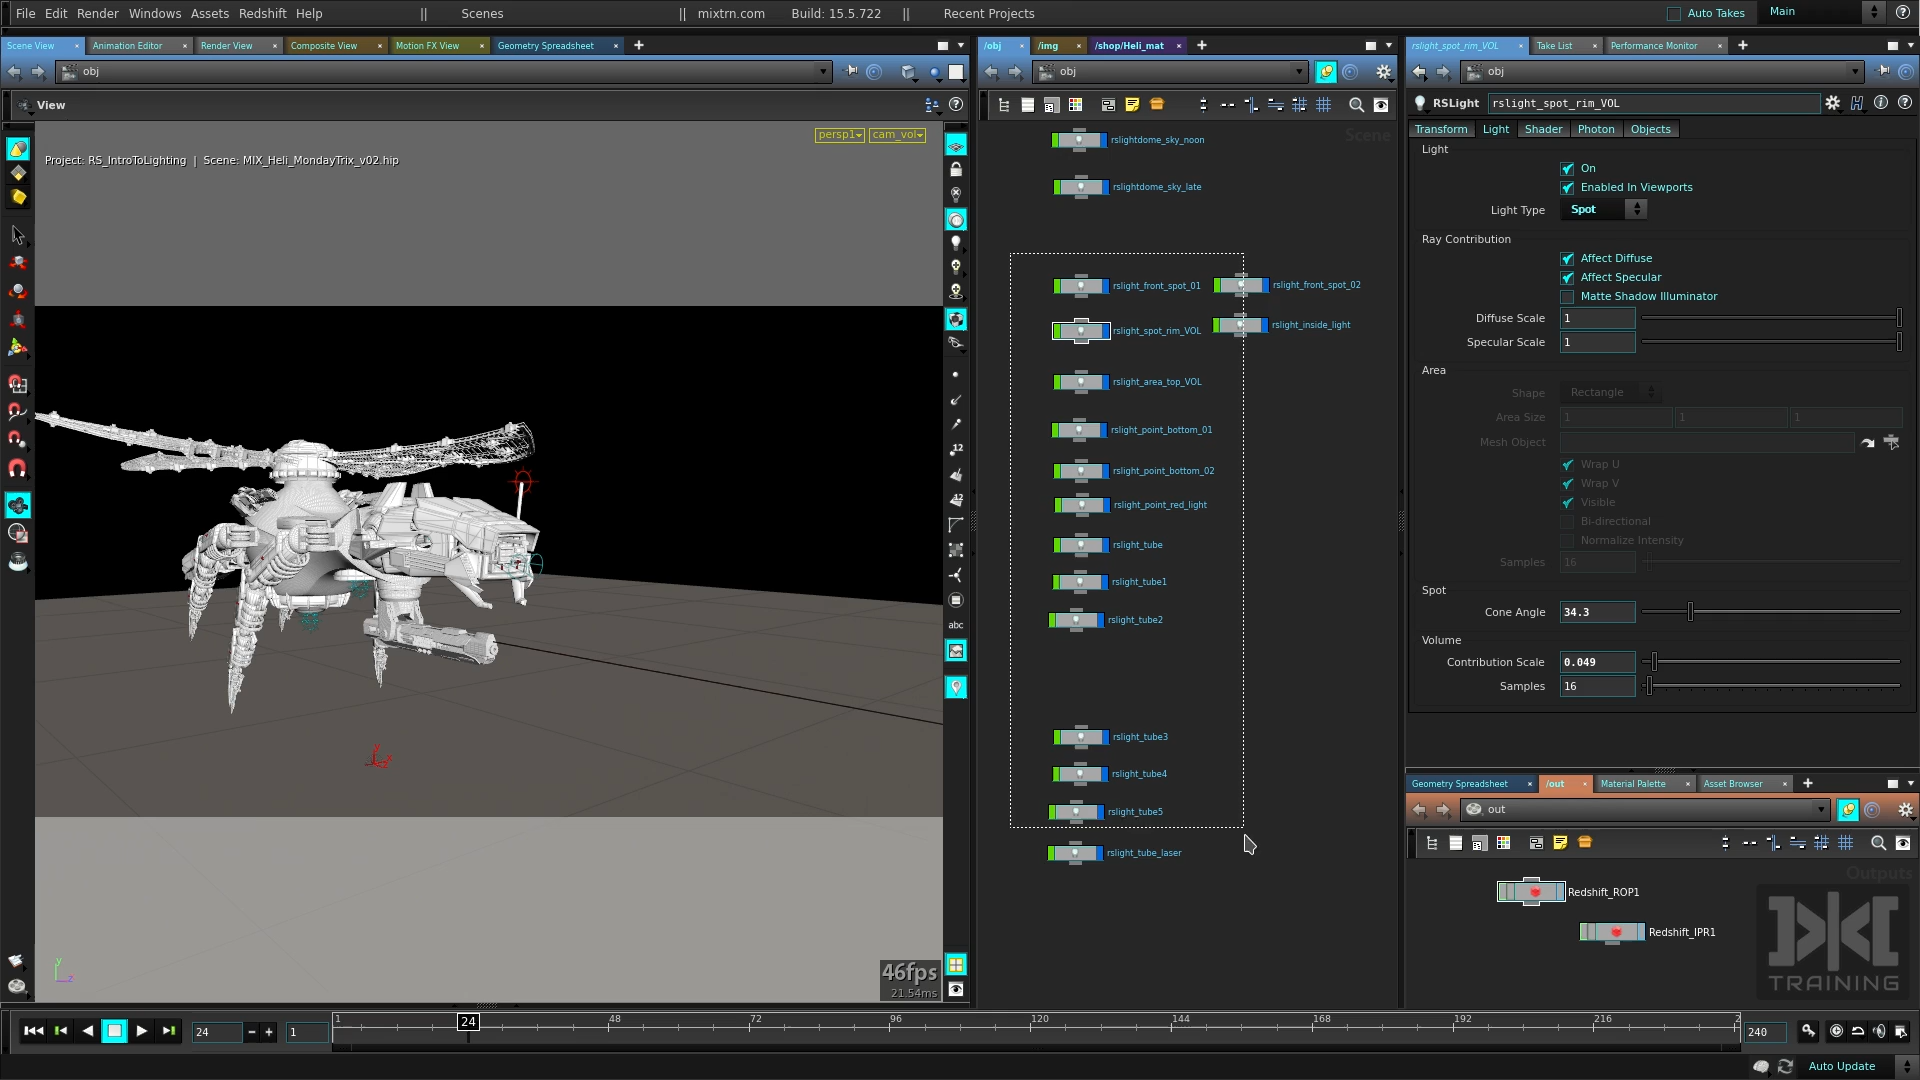 File Edit Render Windows Assets Redshift Help || Scenes || mixtrn.com Build: 15.5.722 || Recent Projects Auto Takes Main
Scene View Animation Editor Render View Composite View Motion FX View Geometry Spreadsheet
obj
View
persp1 cam_vol
Project: RS_IntroToLighting | Scene: MIX_Heli_MondayTrix_v02.hip
12
12
abc
46fps
21.54ms
y
z
/obj /img /shop/Heli_mat
obj
Scene
rslightdome_sky_noon
rslightdome_sky_late
rslight_front_spot_01 rslight_front_spot_02
rslight_spot_rim_VOL rslight_inside_light
rslight_area_top_VOL
rslight_point_bottom_01
rslight_point_bottom_02
rslight_point_red_light
rslight_tube
rslight_tube1
rslight_tube2
rslight_tube3
rslight_tube4
rslight_tube5
rslight_tube_laser
rslight_spot_rim_VOL Take List Performance Monitor
obj
RSLight rslight_spot_rim_VOL
Transform Light Shader Photon Objects
Light
On
Enabled In Viewports
Light Type Spot
Ray Contribution
Affect Diffuse
Affect Specular
Matte Shadow Illuminator
Diffuse Scale 1
Specular Scale 1
Area
Shape Rectangle
Area Size 1 1 1
Mesh Object
Wrap U
Wrap V
Visible
Bi-directional
Normalize Intensity
Samples 16
Spot
Cone Angle 34.3
Volume
Contribution Scale 0.049
Samples 16
Geometry Spreadsheet /out Material Palette Asset Browser
out
Outputs
Redshift_ROP1
Redshift_IPR1
TRAINING
24 1 1 24 48 72 96 120 144 168 192 216 2 240
Auto Update